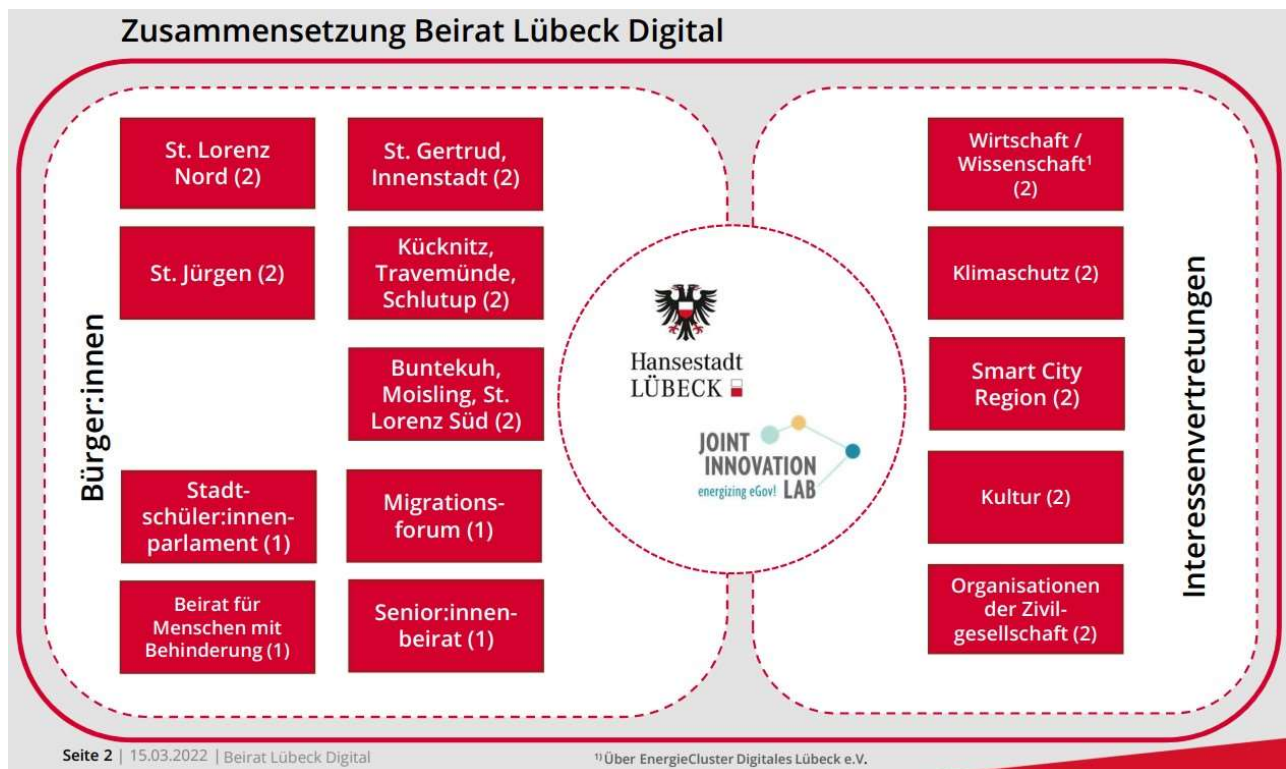 Zusammensetzung Beirat Lübeck Digital
Bürger:innen
St. Lorenz
Nord (2)
St. Gertrud,
Innenstadt (2)
St. Jürgen (2)
Kücknitz,
Travemünde,
Schlutup (2)
Buntekuh,
Moisling, St.
Lorenz Süd (2)
Stadt-
schüler:innen-
parlament (1)
Migrations-
forum (1)
Beirat für
Menschen mit
Behinderung (1)
Senior:innen-
beirat (1)
Hansestadt
LÜBECK
JOINT
INNOVATION
energizing eGov! LAB
Wirtschaft /
Wissenschaft¹
(2)
Klimaschutz (2)
Smart City
Region (2)
Kultur (2)
Organisationen
der Zivil-
gesellschaft (2)
Interessenvertretungen
Seite 2 | 15.03.2022 | Beirat Lübeck Digital
¹⁾ Über EnergieCluster Digitales Lübeck e.V.